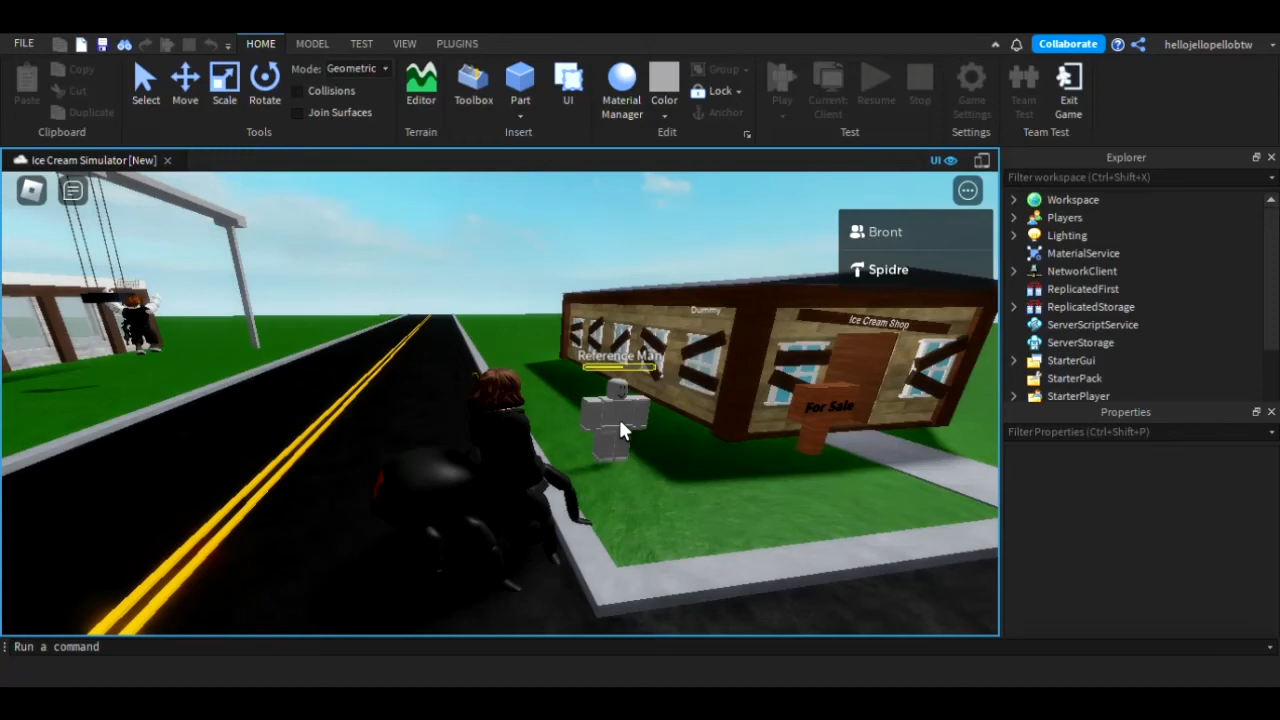 FILE
HOME
MODEL
TEST
VIEW
PLUGINS
Collaborate
hellojellopellobtw
Paste
Copy
Cut
Duplicate
Clipboard
Select
Move
Scale
Rotate
Mode: Geometric
Collisions
Join Surfaces
Tools
Editor
Terrain
Toolbox
Part
UI
Insert
Material
Manager
Color
Group
Lock
Anchor
Edit
Play
Current:
Client
Resume
Stop
Test
Game
Settings
Settings
Team
Test
Exit
Game
Team Test
Ice Cream Simulator [New]
UI
Bront
Spidre
Dummy
Ice Cream Shop
Reference Man
For Sale
Explorer
Filter workspace (Ctrl+Shift+X)
Workspace
Players
Lighting
MaterialService
NetworkClient
ReplicatedFirst
ReplicatedStorage
ServerScriptService
ServerStorage
StarterGui
StarterPack
StarterPlayer
Properties
Filter Properties (Ctrl+Shift+P)
Run a command